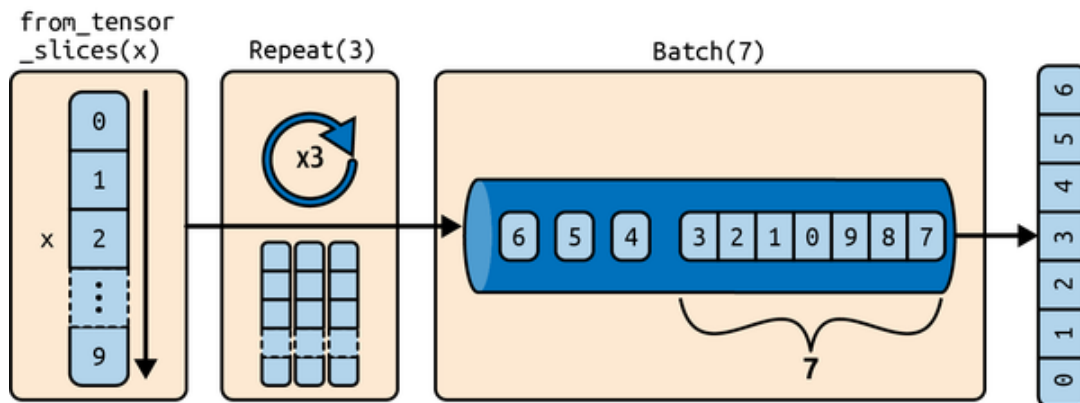 from_tensor
_slices(x)
Repeat(3)
Batch(7)
x
0
1
2
9
x3
6 5 4 3 2 1 0 9 8 7
7
6
5
4
3
2
1
0